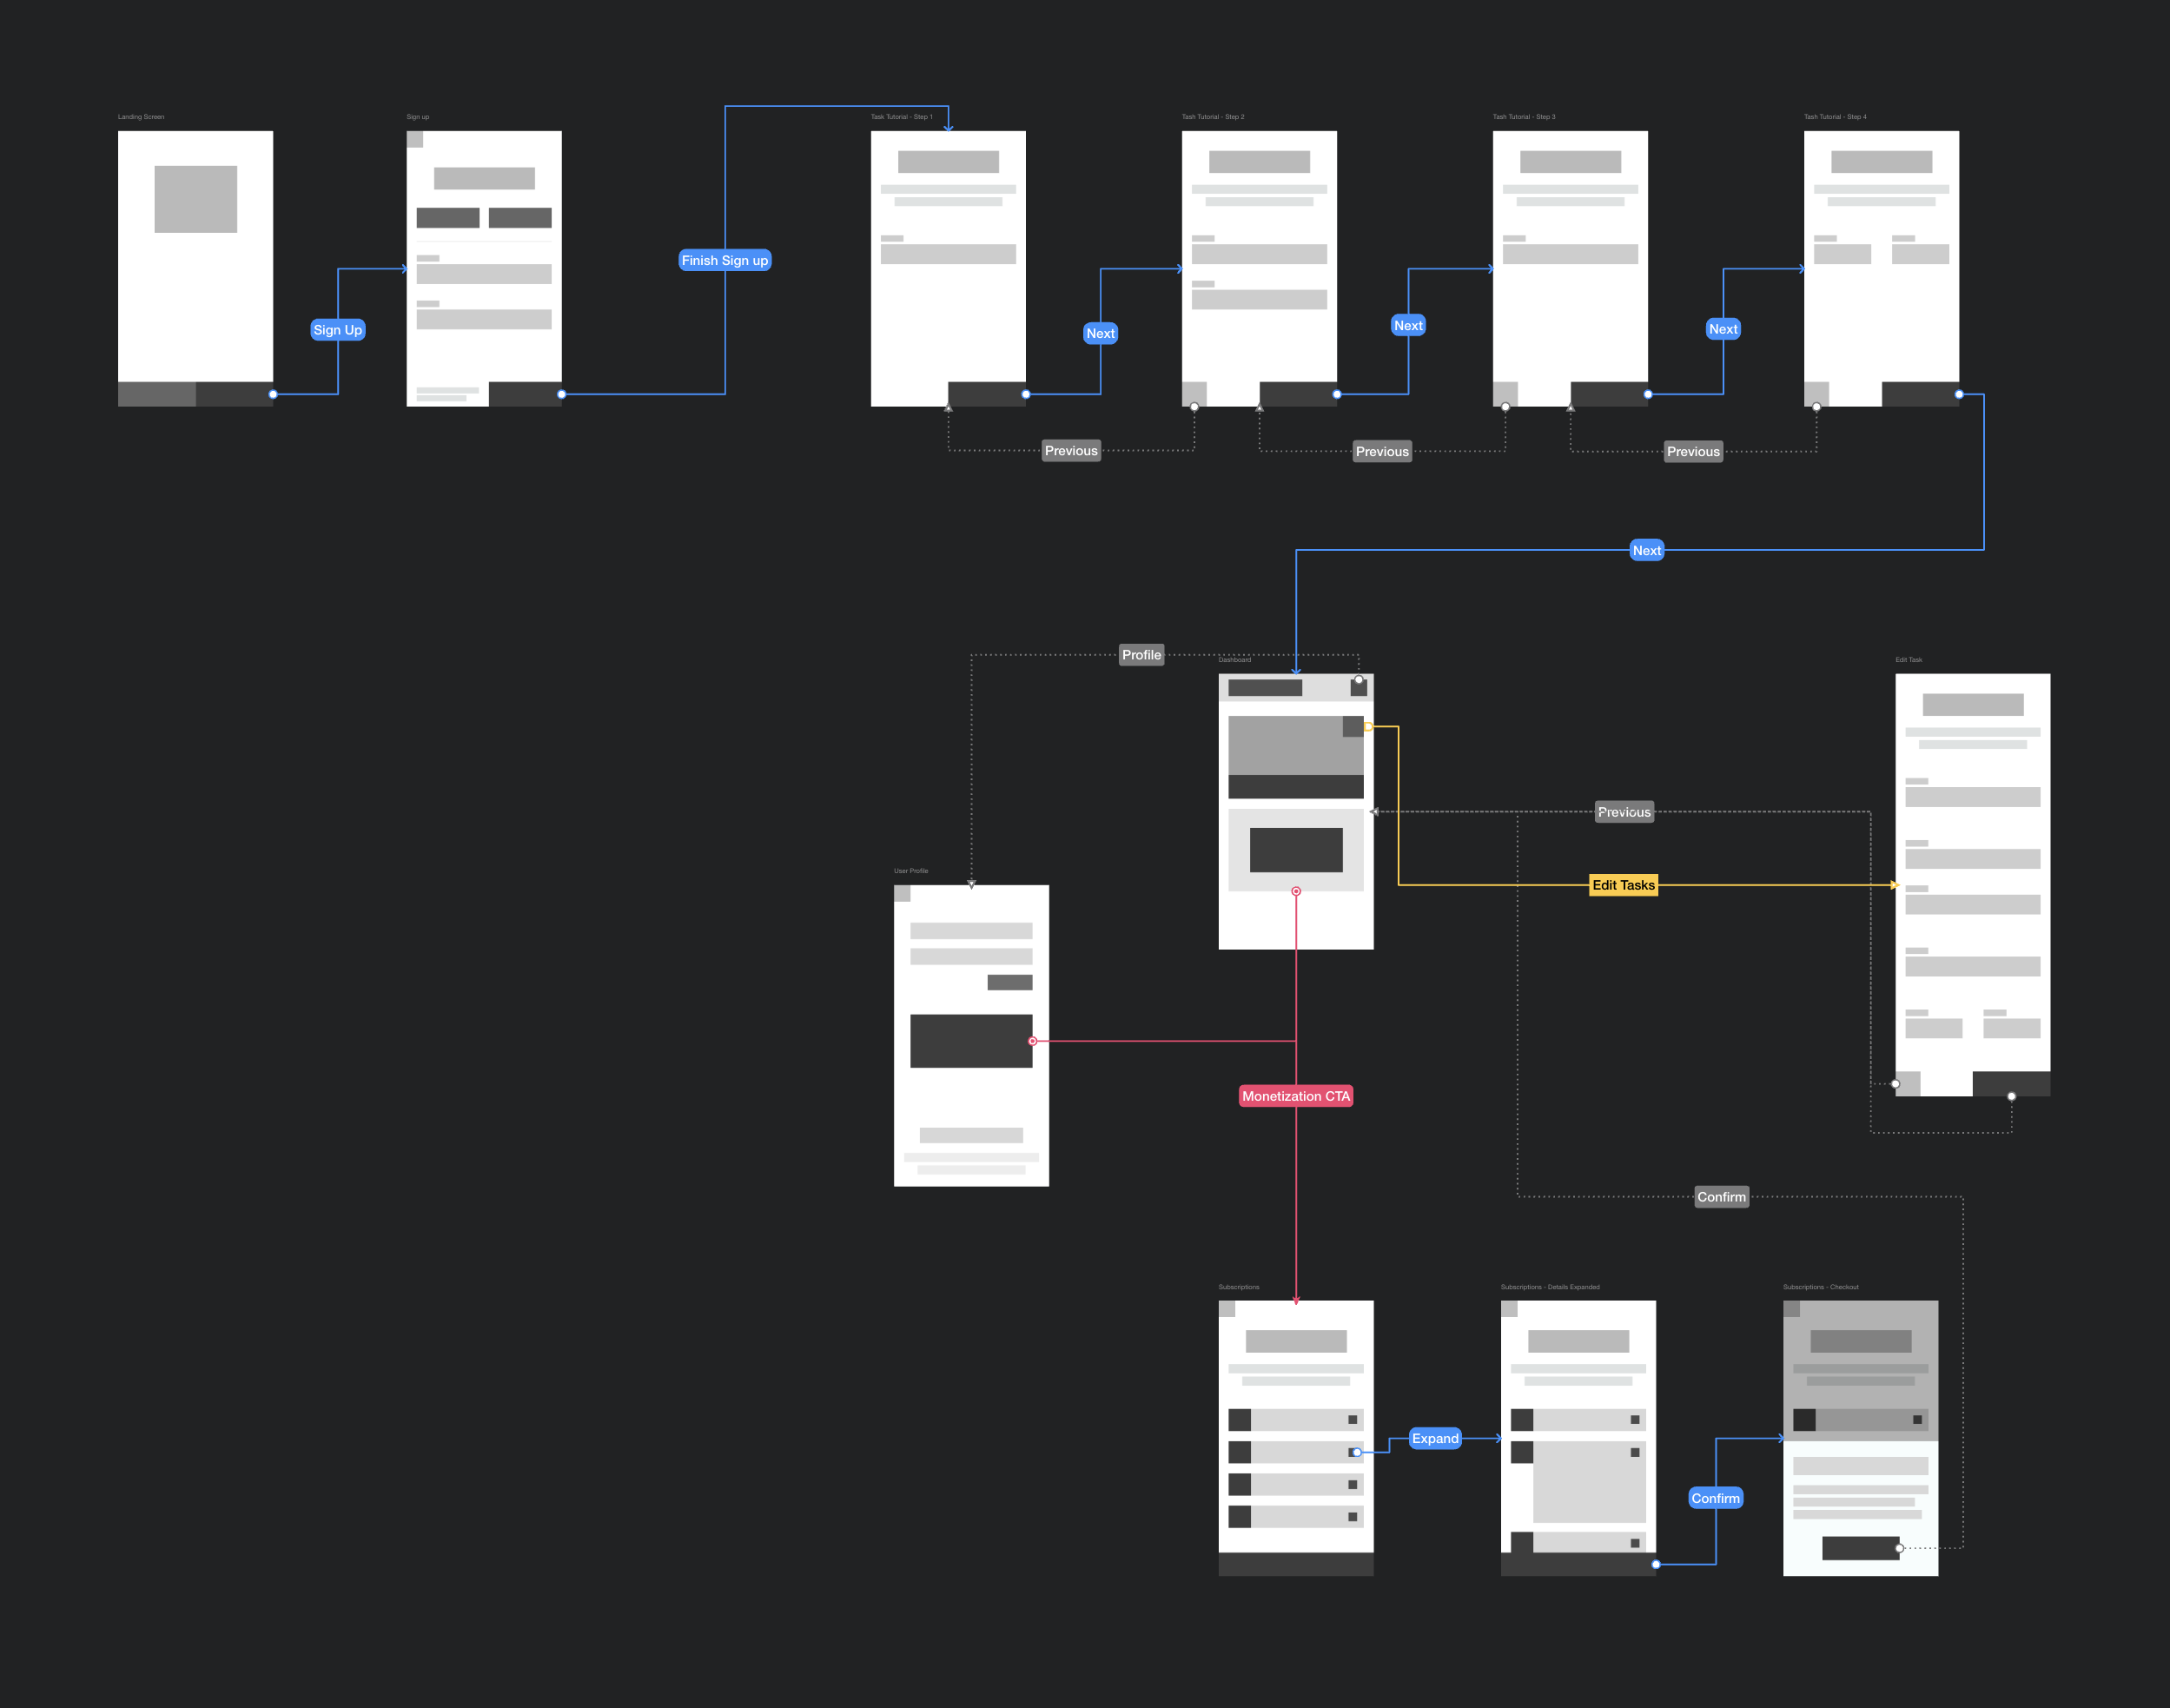 Landing Screen
Sign up
Task Tutorial - Step 1
Tash Tutorial - Step 2
Tash Tutorial - Step 3
Tash Tutorial - Step 4
Finish Sign up
Sign Up
Next
Next
Next
Previous
Previous
Previous
Next
Profile
Dashboard
Edit Task
Previous
User Profile
Edit Tasks
Monetization CTA
Confirm
Subscriptions
Subscriptions - Details Expanded
Subscriptions - Checkout
Expand
Confirm